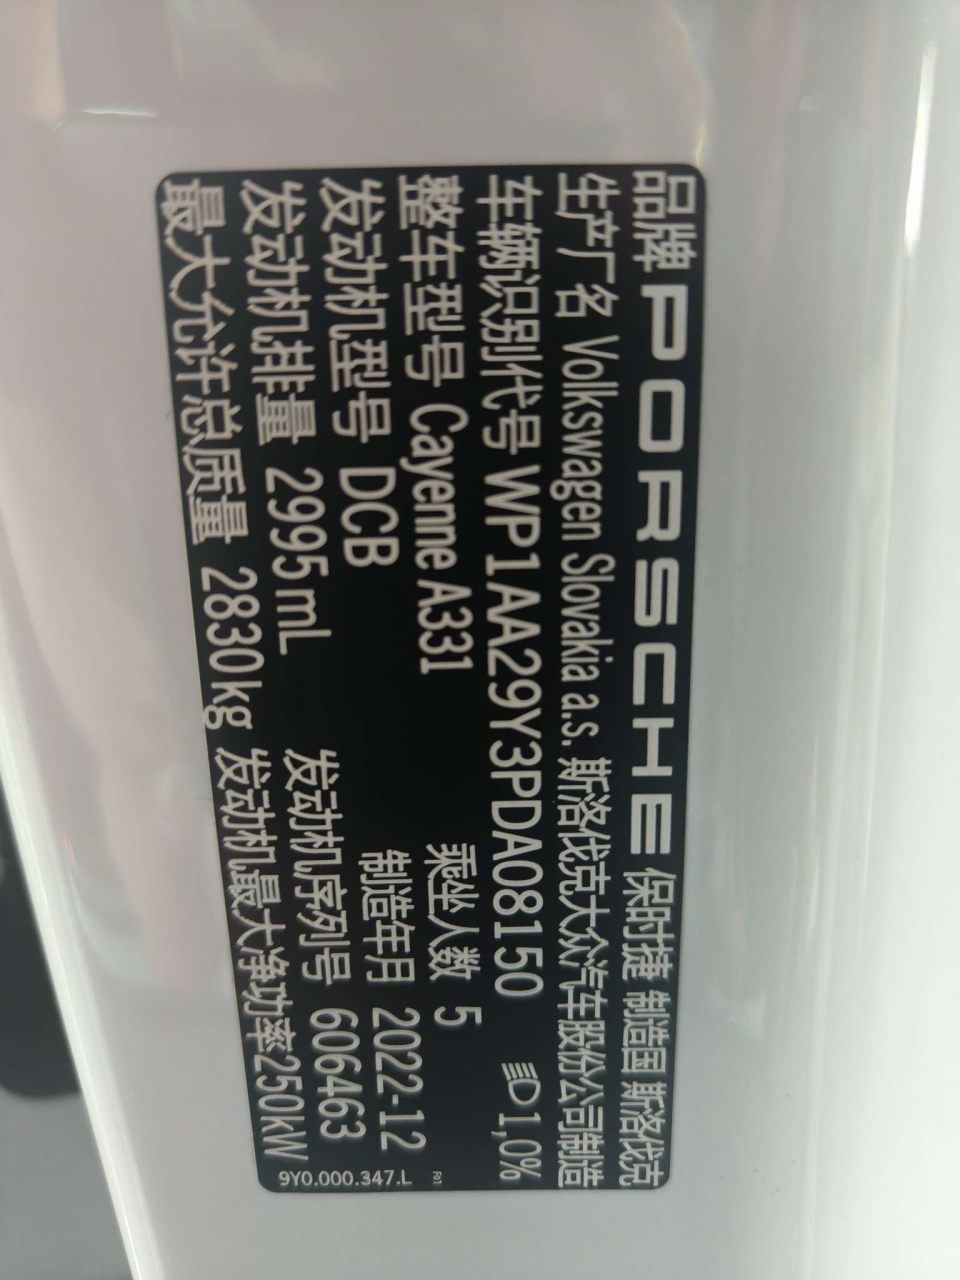 品牌 PORSCHE 保时捷 制造国 斯洛伐克
生产厂名 Volkswagen Slovakia a.s. 斯洛伐克大众汽车股份公司制造
车辆识别代号 WP1AA29Y3PDA08150 1,0%
整车型号 Cayenne A331 乘坐人数 5
发动机型号 DCB 制造年月 2022-12
发动机排量 2995mL 发动机序列号 606463
最大允许总质量 2830kg 发动机最大净功率250kW
9Y0.000.347.L